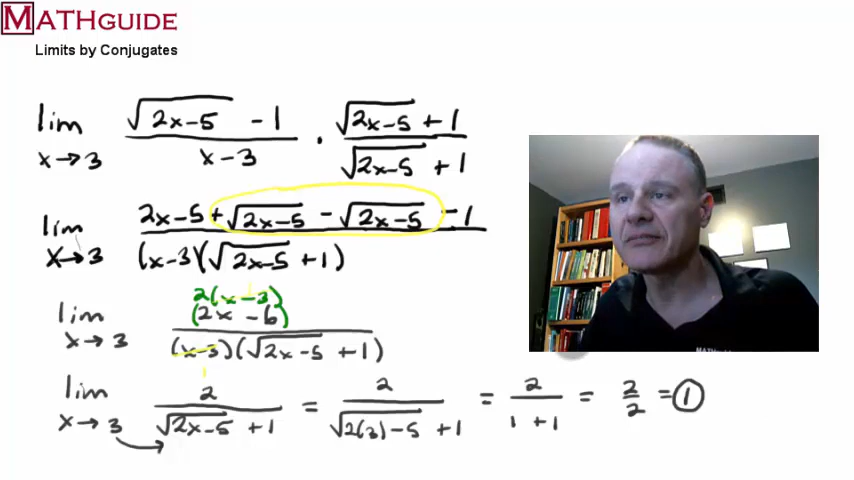 MATHGUIDE
Limits by Conjugates
lim x→3 (√(2x-5) - 1)/(x-3) · (√(2x-5) + 1)/(√(2x-5) + 1)
lim x→3 (2x-5 + √(2x-5) - √(2x-5) - 1)/((x-3)(√(2x-5) + 1))
2(x-3)
lim x→3 (2x-6)/((x-3)(√(2x-5) + 1))
lim x→3 2/(√(2x-5) + 1) = 2/(√(2(3)-5) + 1) = 2/(1+1) = 2/2 = 1